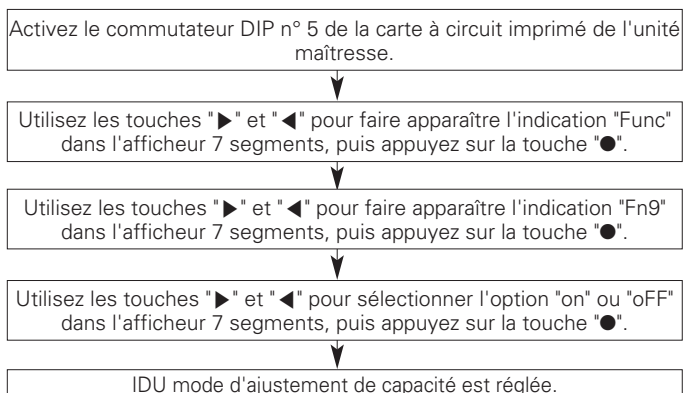 Activez le commutateur DIP n° 5 de la carte à circuit imprimé de l'unité
maîtresse.
Utilisez les touches "▶" et "◀" pour faire apparaître l'indication "Func"
dans l'afficheur 7 segments, puis appuyez sur la touche "●".
Utilisez les touches "▶" et "◀" pour faire apparaître l'indication "Fn9"
dans l'afficheur 7 segments, puis appuyez sur la touche "●".
Utilisez les touches "▶" et "◀" pour sélectionner l'option "on" ou "oFF"
dans l'afficheur 7 segments, puis appuyez sur la touche "●".
IDU mode d'ajustement de capacité est réglée.